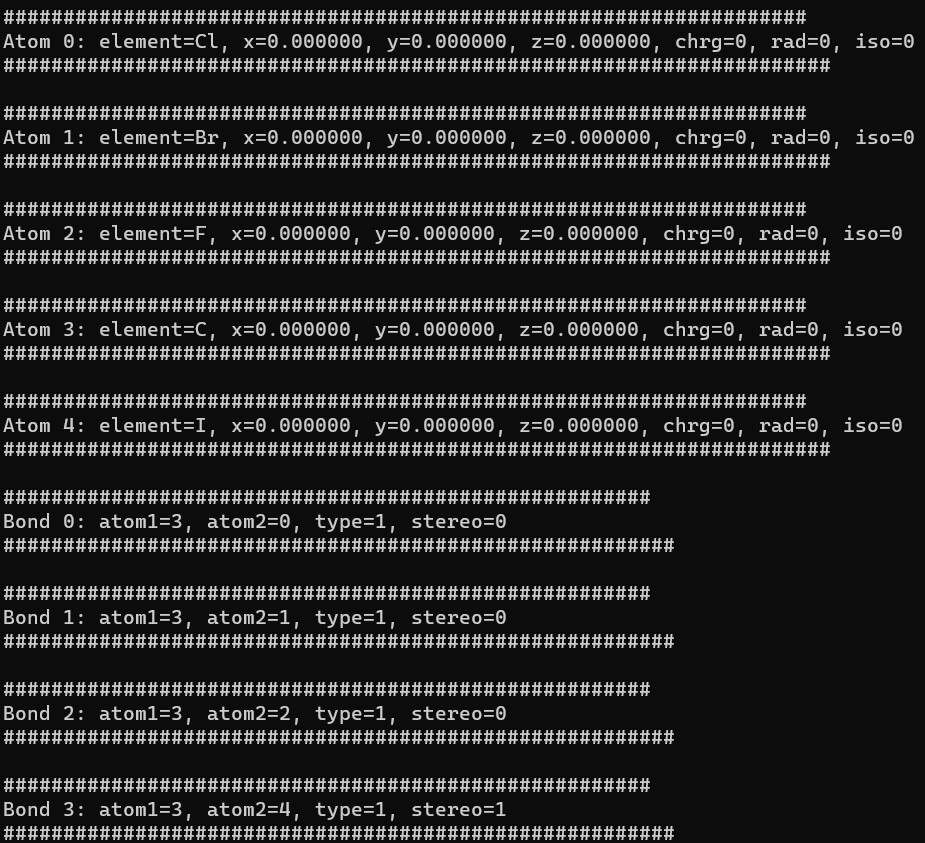 ###################################################################
Atom 0: element=Cl, x=0.000000, y=0.000000, z=0.000000, chrg=0, rad=0, iso=0
#####################################################################
###################################################################
Atom 1: element=Br, x=0.000000, y=0.000000, z=0.000000, chrg=0, rad=0, iso=0
#####################################################################
###################################################################
Atom 2: element=F, x=0.000000, y=0.000000, z=0.000000, chrg=0, rad=0, iso=0
#####################################################################
###################################################################
Atom 3: element=C, x=0.000000, y=0.000000, z=0.000000, chrg=0, rad=0, iso=0
#####################################################################
###################################################################
Atom 4: element=I, x=0.000000, y=0.000000, z=0.000000, chrg=0, rad=0, iso=0
#####################################################################
######################################################
Bond 0: atom1=3, atom2=0, type=1, stereo=0
########################################################
######################################################
Bond 1: atom1=3, atom2=1, type=1, stereo=0
########################################################
######################################################
Bond 2: atom1=3, atom2=2, type=1, stereo=0
########################################################
######################################################
Bond 3: atom1=3, atom2=4, type=1, stereo=1
########################################################